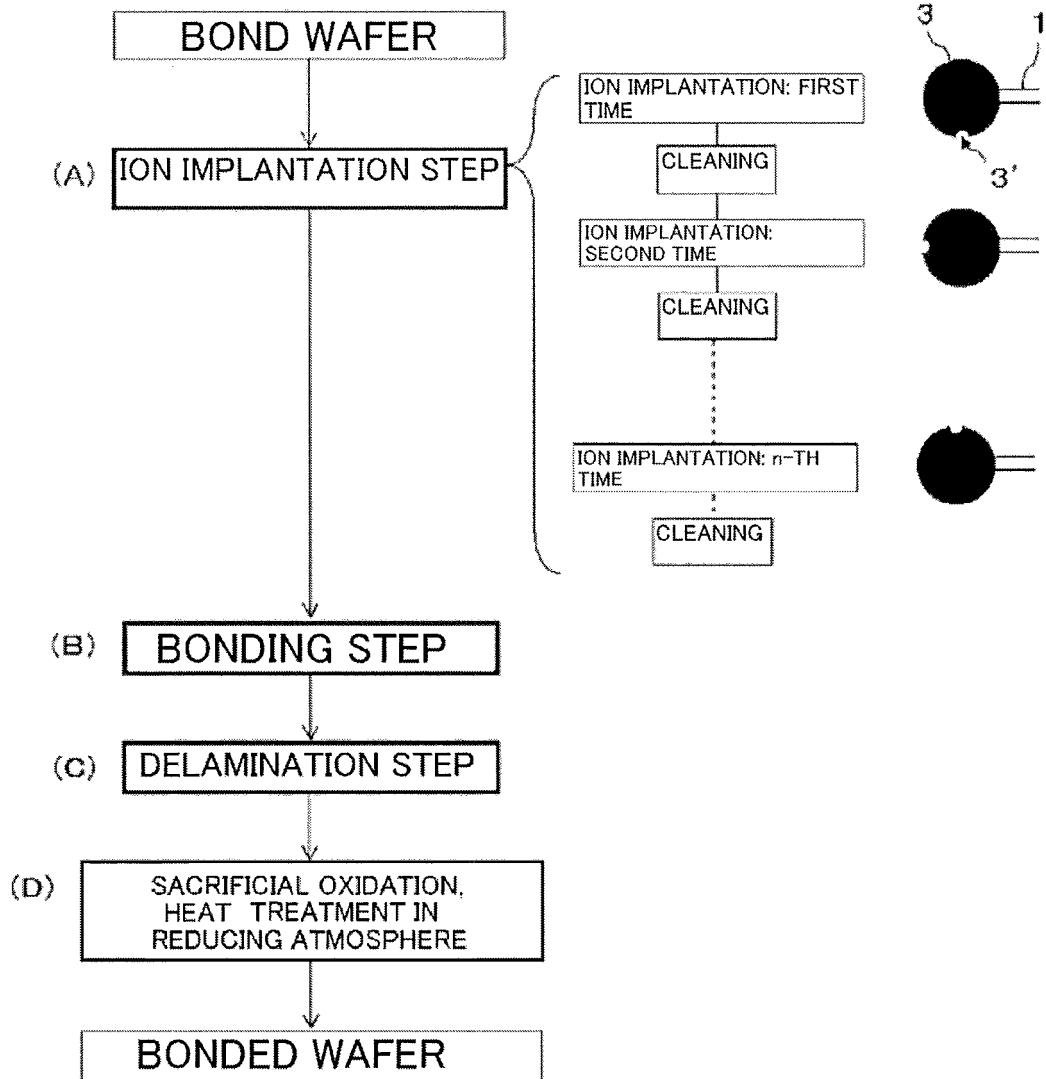 BOND WAFER
(A) ION IMPLANTATION STEP
ION IMPLANTATION: FIRST
TIME
CLEANING
ION IMPLANTATION:
SECOND TIME
CLEANING
ION IMPLANTATION: n-TH
TIME
CLEANING
3
1
3'
(B) BONDING STEP
(C) DELAMINATION STEP
(D) SACRIFICIAL OXIDATION,
HEAT TREATMENT IN
REDUCING ATMOSPHERE
BONDED WAFER